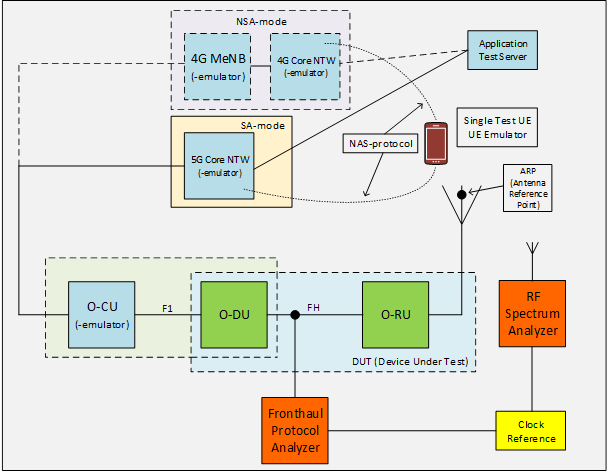 NSA-mode
4G MeNB
(-emulator)
4G Core NTW
(-emulator)
Application
Test Server
SA-mode
5G Core NTW
(-emulator)
NAS-protocol
Single Test UE
UE Emulator
ARP
(Antenna
Reference
Point)
O-CU
(-emulator)
F1
O-DU
FH
O-RU
DUT (Device Under Test)
RF
Spectrum
Analyzer
Fronthaul
Protocol
Analyzer
Clock
Reference